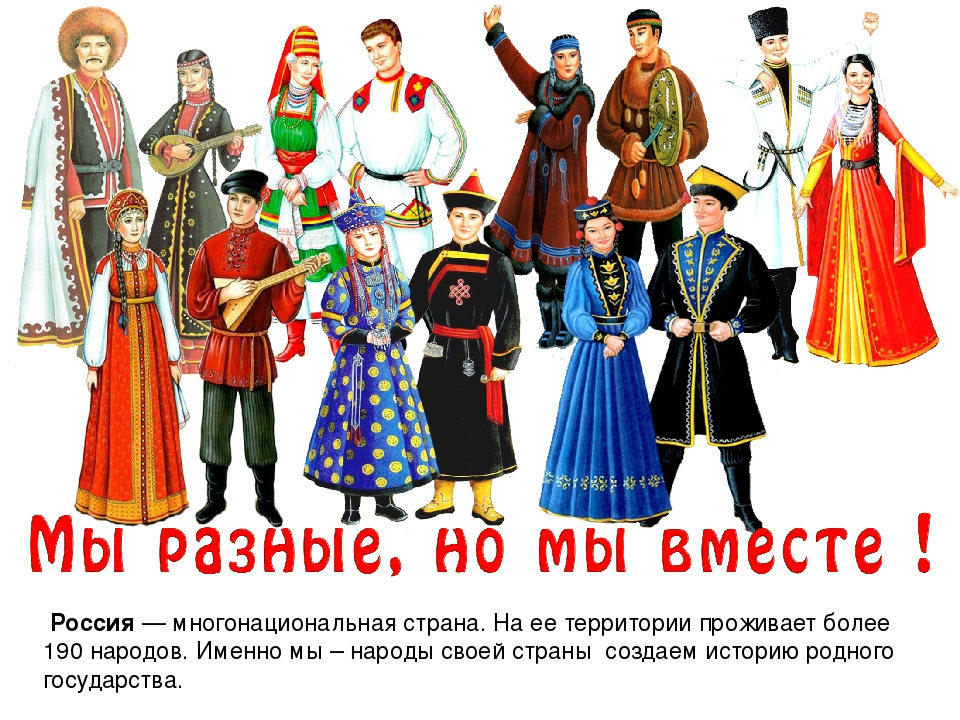 Мы разные, но мы вместе !
Россия — многонациональная страна. На ее территории проживает более
190 народов. Именно мы – народы своей страны создаем историю родного
государства.